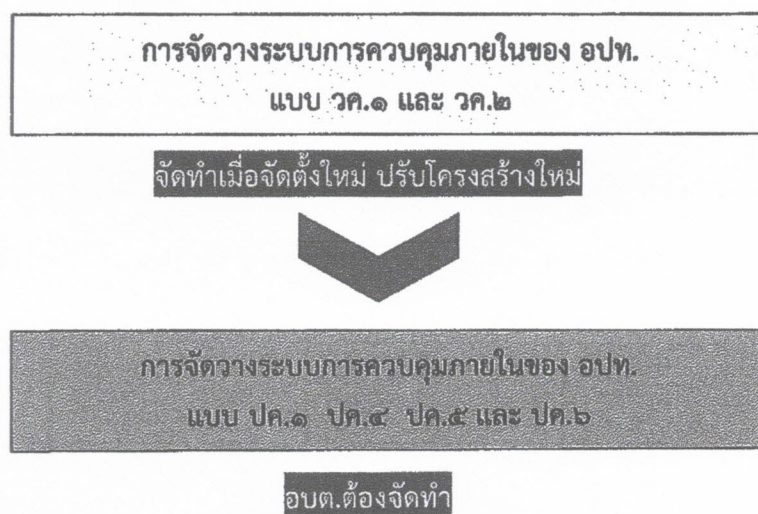 การจัดวางระบบการควบคุมภายในของ อปท.
แบบ วค.๑ และ วค.๒
จัดทำเมื่อจัดตั้งใหม่ ปรับโครงสร้างใหม่
การจัดวางระบบการควบคุมภายในของ อปท.
แบบ ปค.๑ ปค.๔ ปค.๕ และ ปค.๖
อบต.ต้องจัดทำ